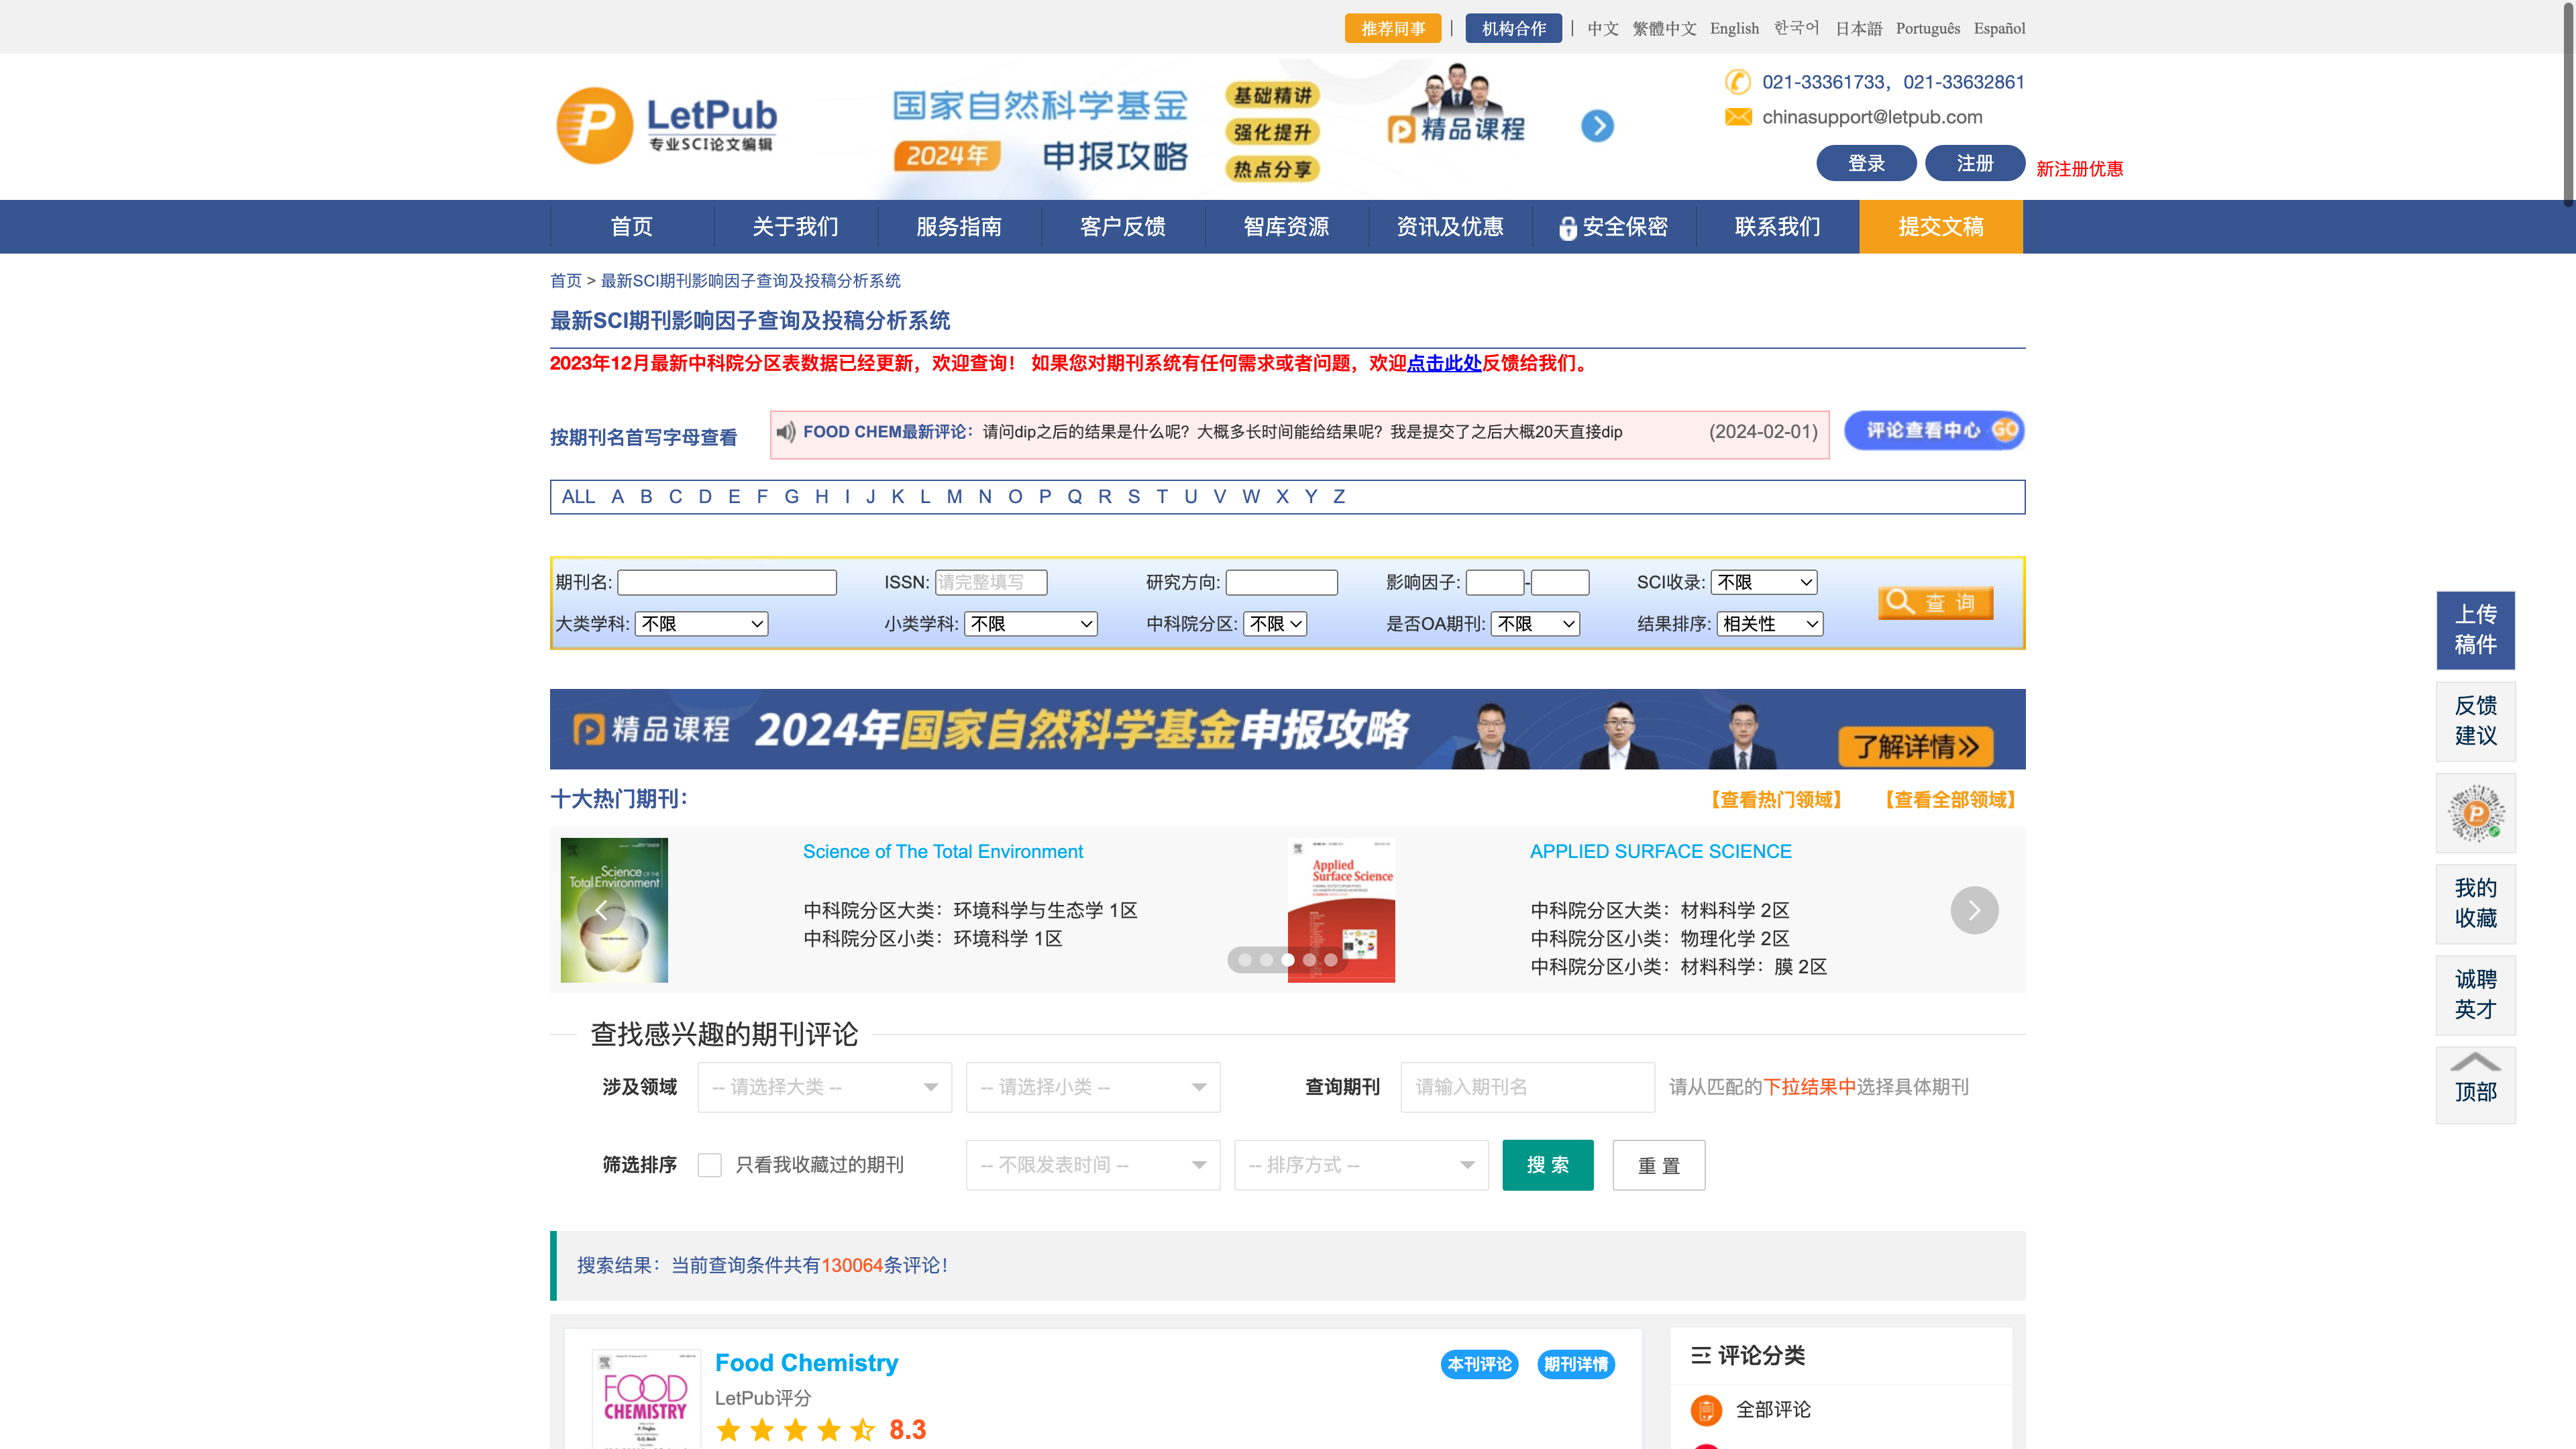 推荐同事 | 机构合作 | 中文 繁體中文 English 한국어 日本語 Português Español
LetPub
专业SCI论文编辑
国家自然科学基金
2024年 申报攻略
基础精讲
强化提升
热点分享
精品课程
021-33361733，021-33632861
chinasupport@letpub.com
登录 注册 新注册优惠
首页 关于我们 服务指南 客户反馈 智库资源 资讯及优惠 安全保密 联系我们 提交文稿
首页 > 最新SCI期刊影响因子查询及投稿分析系统
最新SCI期刊影响因子查询及投稿分析系统
2023年12月最新中科院分区表数据已经更新，欢迎查询！ 如果您对期刊系统有任何需求或者问题，欢迎点击此处反馈给我们。
按期刊名首写字母查看
FOOD CHEM最新评论：请问dip之后的结果是什么呢？大概多长时间能给结果呢？我是提交了之后大概20天直接dip (2024-02-01)
评论查看中心 GO
ALL A B C D E F G H I J K L M N O P Q R S T U V W X Y Z
期刊名: ISSN: 请完整填写 研究方向: 影响因子: - SCI收录: 不限
大类学科: 不限 小类学科: 不限 中科院分区: 不限 是否OA期刊: 不限 结果排序: 相关性
查 询
精品课程 2024年国家自然科学基金申报攻略 了解详情
十大热门期刊：
【查看热门领域】 【查看全部领域】
Science OF THE
Total Environment
Science of The Total Environment
中科院分区大类：环境科学与生态学 1区
中科院分区小类：环境科学 1区
Applied
Surface Science
APPLIED SURFACE SCIENCE
中科院分区大类：材料科学 2区
中科院分区小类：物理化学 2区
中科院分区小类：材料科学：膜 2区
查找感兴趣的期刊评论
涉及领域 -- 请选择大类 -- -- 请选择小类 -- 查询期刊 请输入期刊名 请从匹配的下拉结果中选择具体期刊
筛选排序 只看我收藏过的期刊 -- 不限发表时间 -- -- 排序方式 -- 搜 索 重 置
搜索结果：当前查询条件共有130064条评论！
FOOD
CHEMISTRY
Food Chemistry
LetPub评分
8.3
本刊评论 期刊详情
评论分类
全部评论
上传
稿件
反馈
建议
我的
收藏
诚聘
英才
顶部